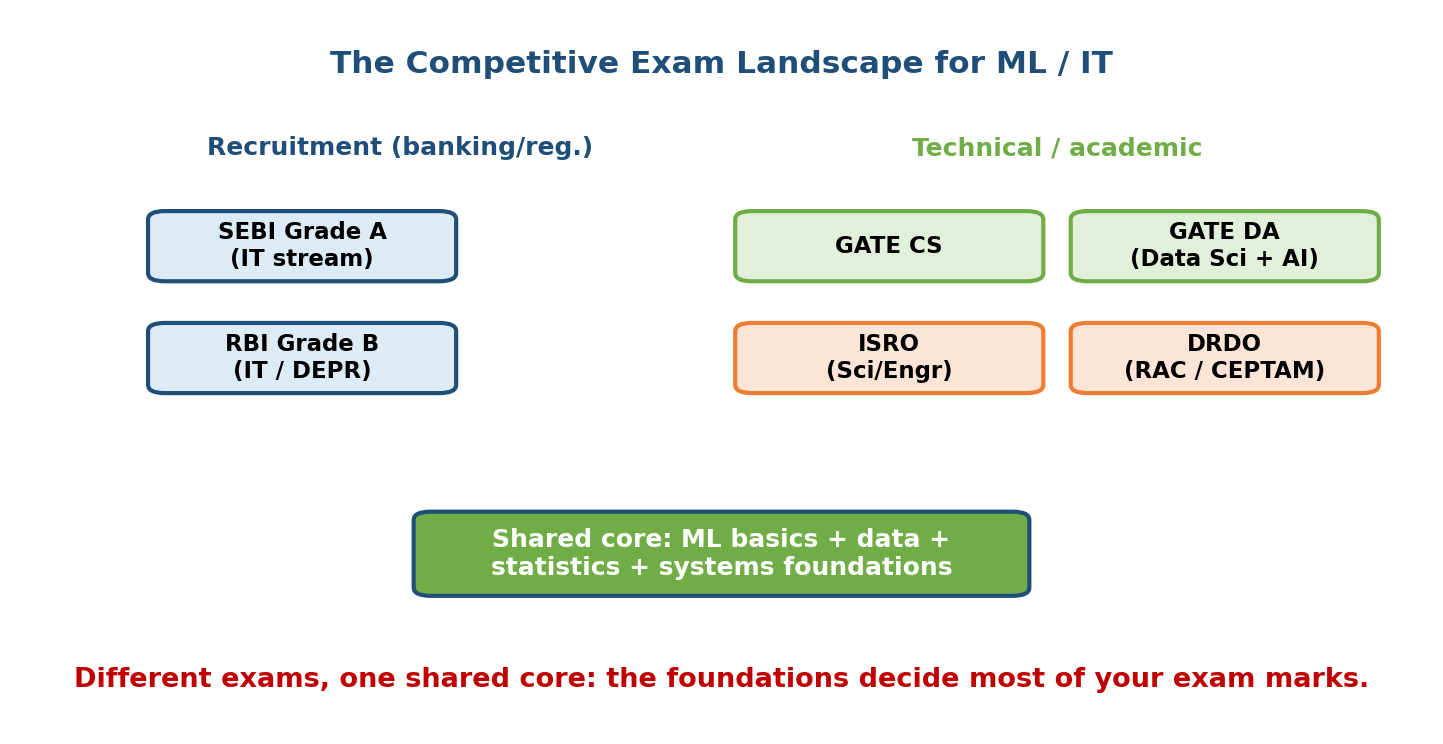 The Competitive Exam Landscape for ML / IT
Recruitment (banking/reg.)
Technical / academic
SEBI Grade A
(IT stream)
GATE CS
GATE DA
(Data Sci + AI)
RBI Grade B
(IT / DEPR)
ISRO
(Sci/Engr)
DRDO
(RAC / CEPTAM)
Shared core: ML basics + data +
statistics + systems foundations
Different exams, one shared core: the foundations decide most of your exam marks.